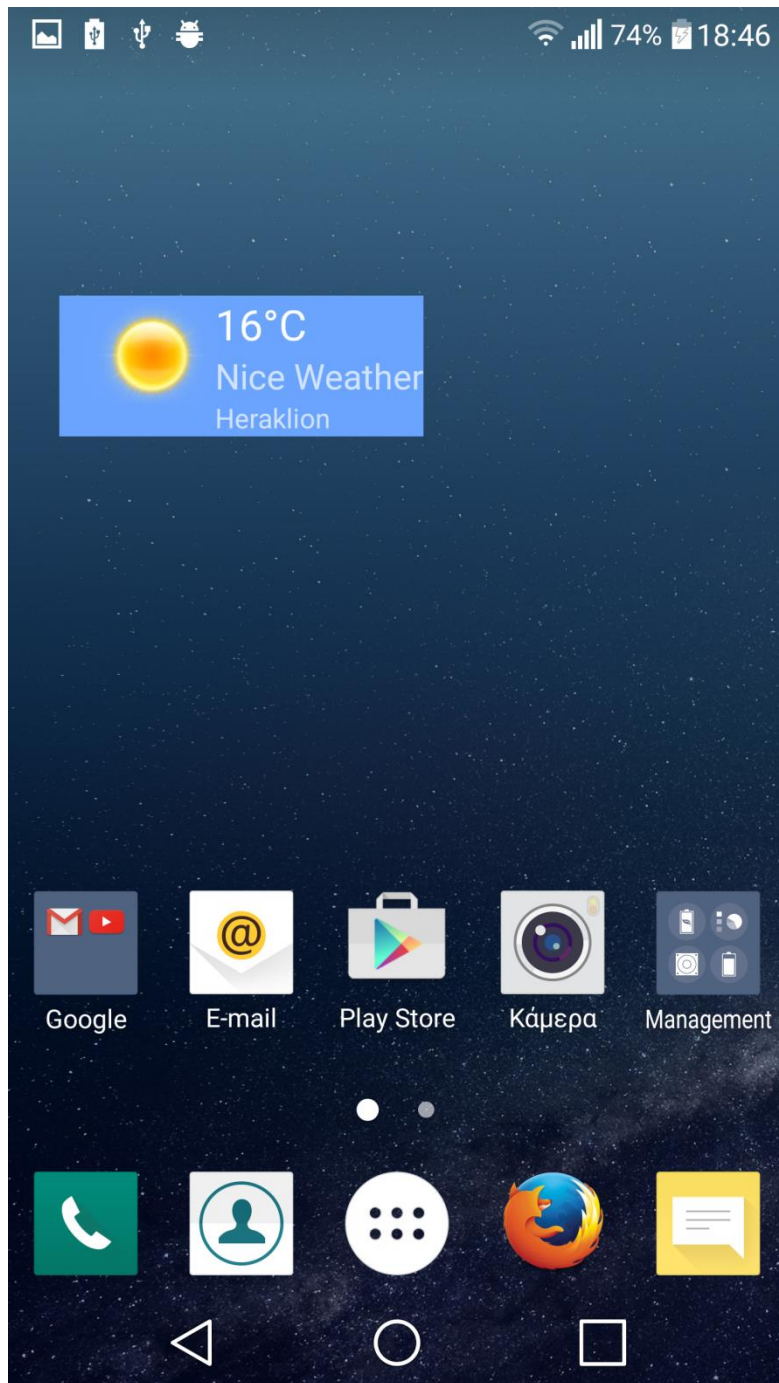 74% 18:46
16°C
Nice Weather
Heraklion
@
Google E-mail Play Store Κάμερα Management